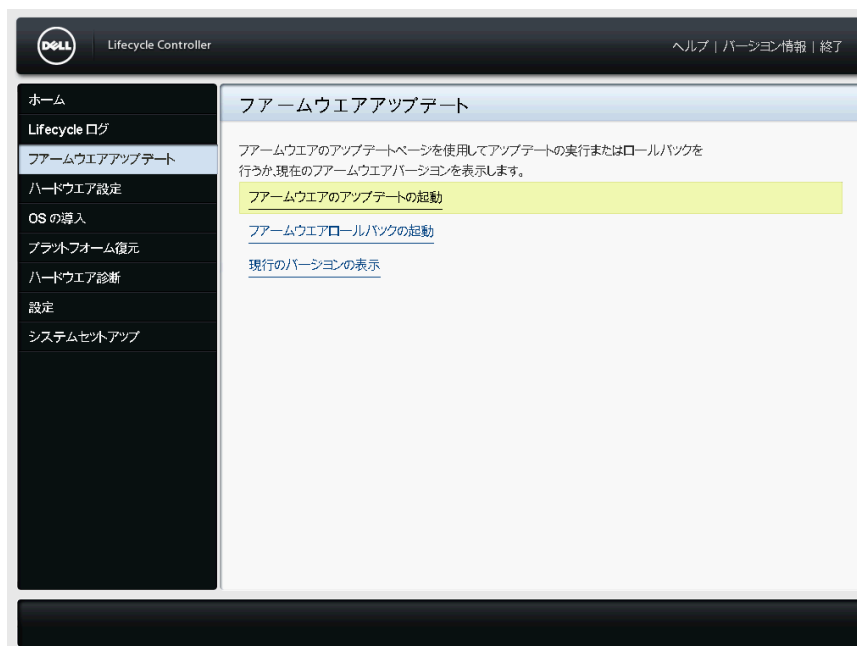 DELL
Lifecycle Controller
ヘルプ | バージョン情報 | 終了
ホーム
Lifecycle ログ
ファームウエアアップデート
ハードウエア設定
OS の導入
プラットフォーム復元
ハードウエア診断
設定
システムセットアップ
ファームウエアアップデート
ファームウエアのアップデートページを使用してアップデートの実行またはロールバックを
行うか､現在のファームウエアバージョンを表示します。
ファームウエアのアップデートの起動
ファームウエアロールバックの起動
現行のバージョンの表示